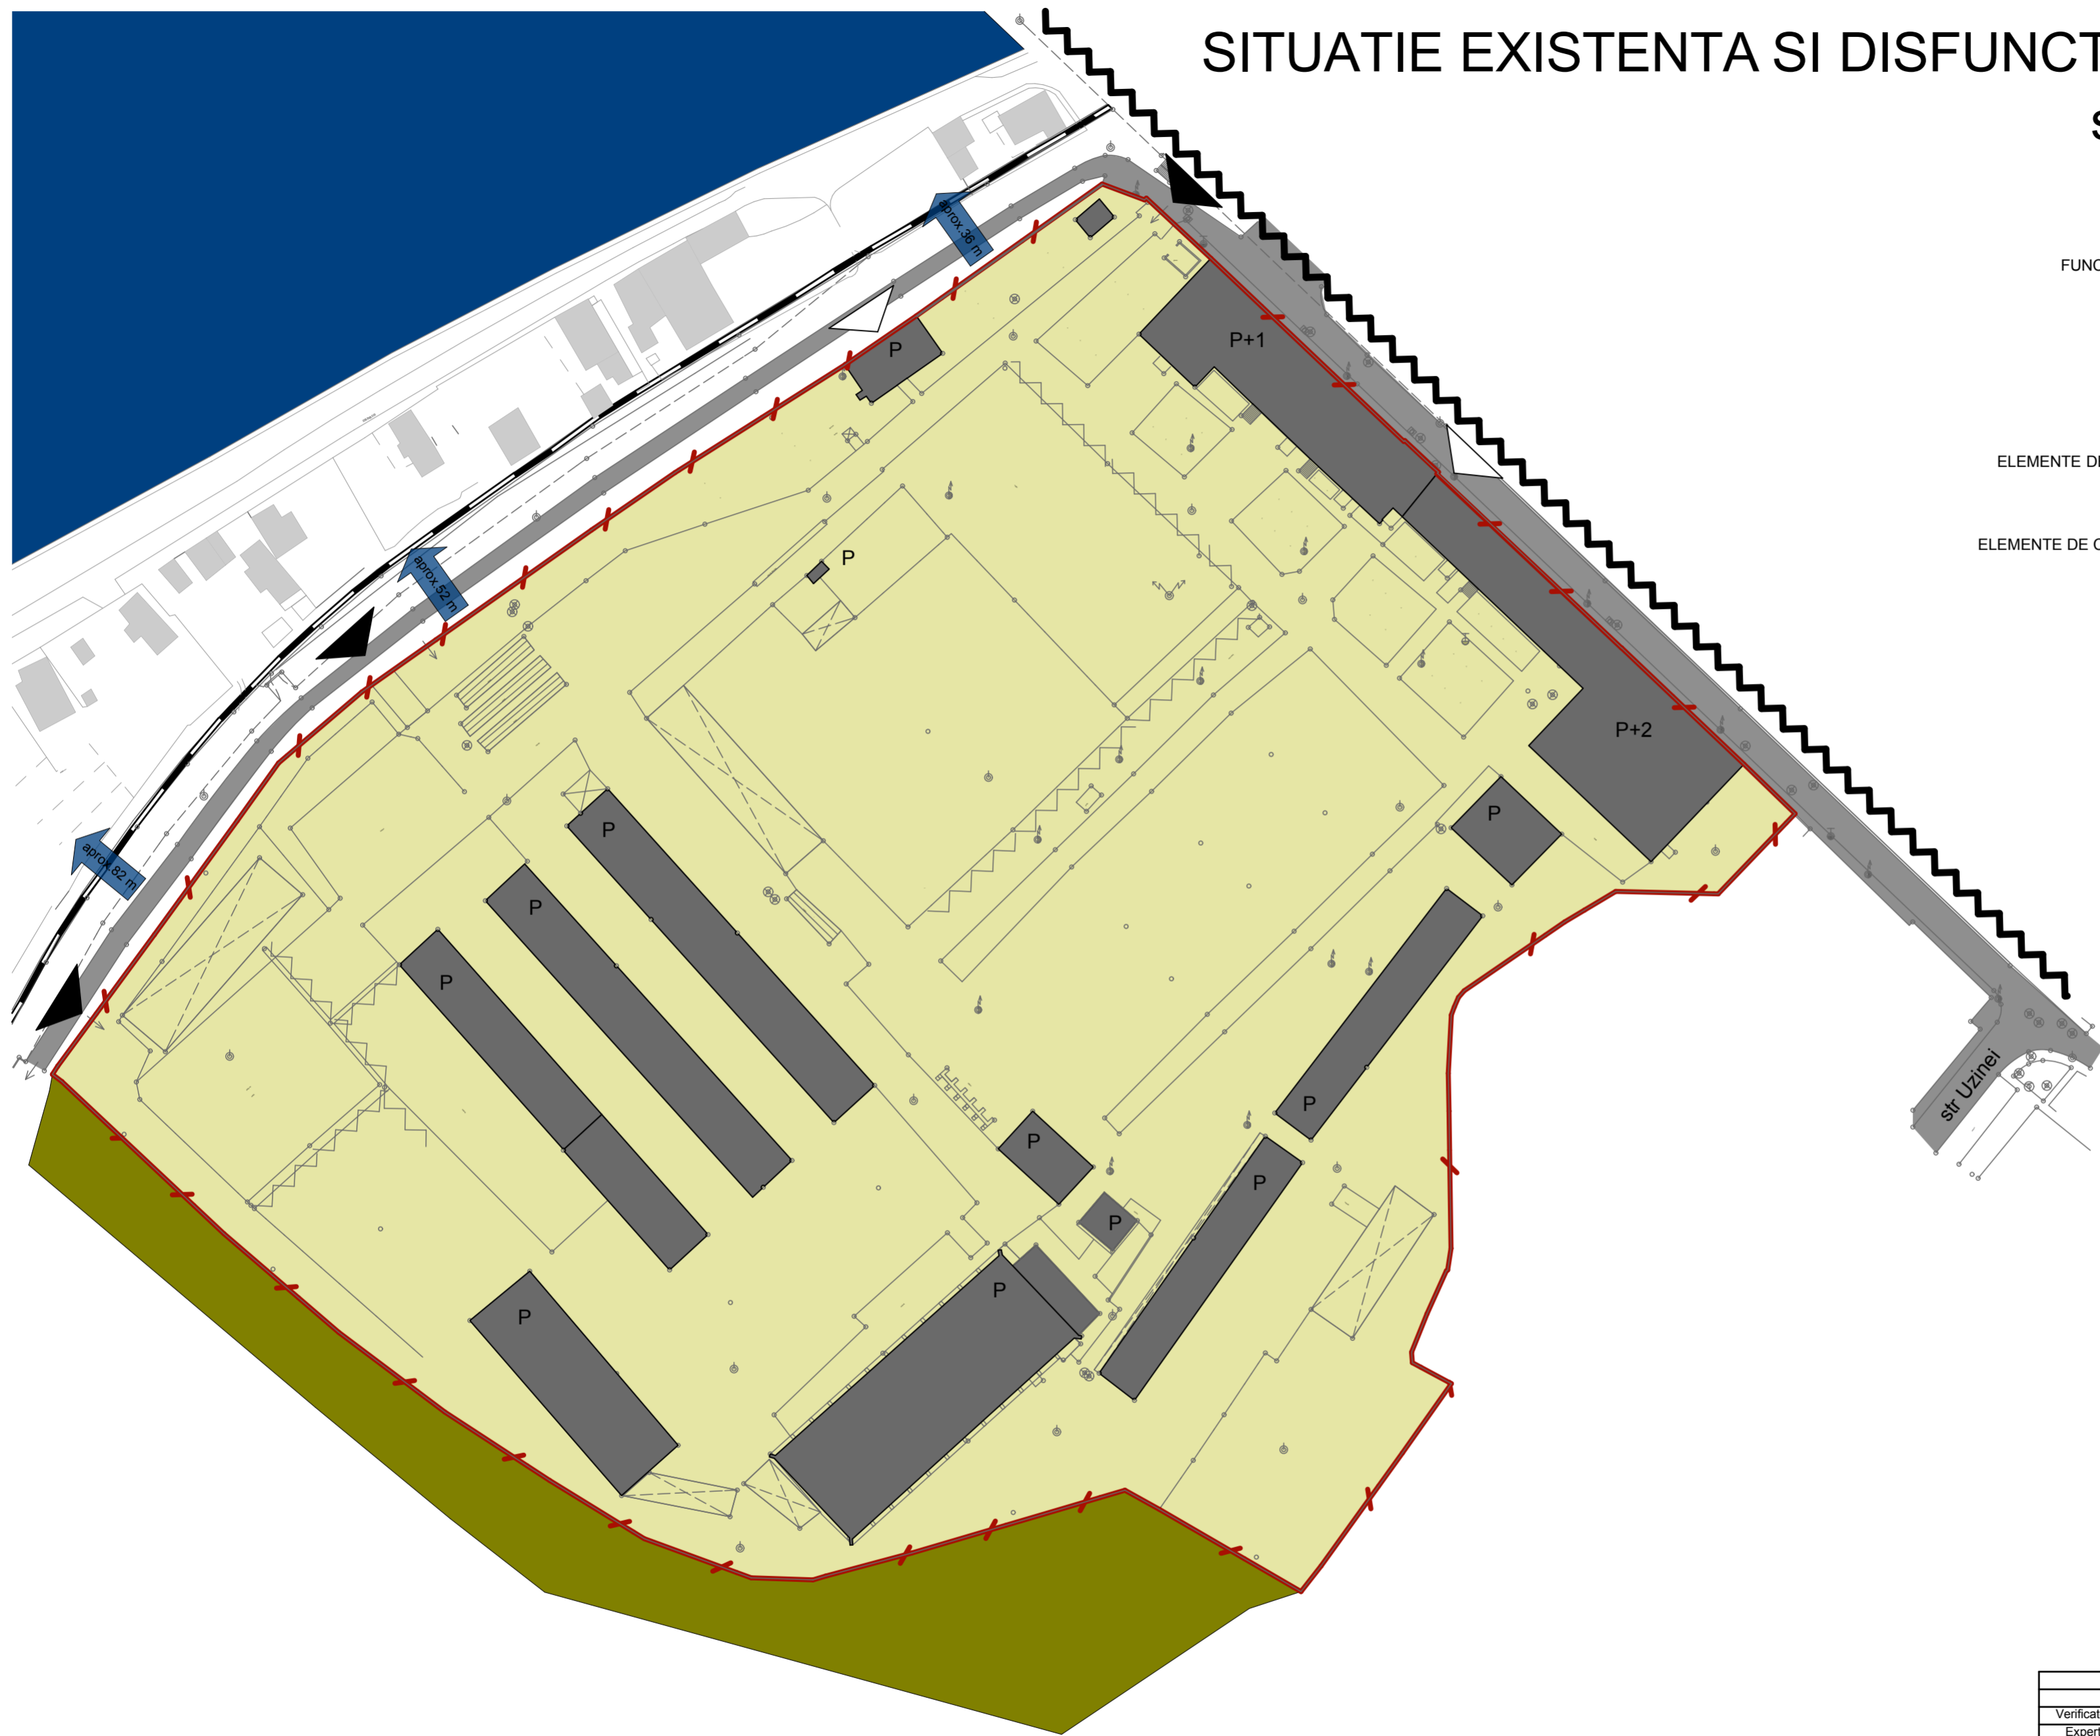 SITUATIE EXISTENTA SI DISFUNCT
S
FUNC
ELEMENTE DE
ELEMENTE DE C
aprox.36 m
P+1
P
P
aprox.52 m
P+2
P
P
aprox.82 m
P
P
str Uzinei
P
P
P
P
P
P
Verificat
Expert